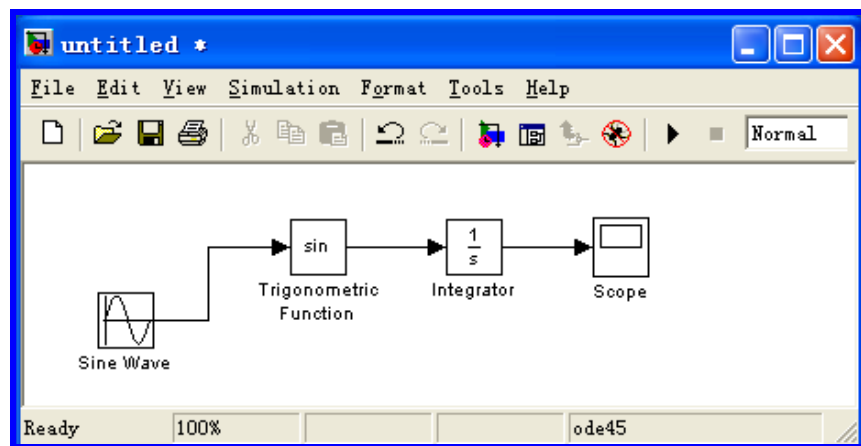 untitled *
File Edit View Simulation Format Tools Help
Normal
sin
1
s
Trigonometric
Function
Integrator
Scope
Sine Wave
Ready 100% ode45